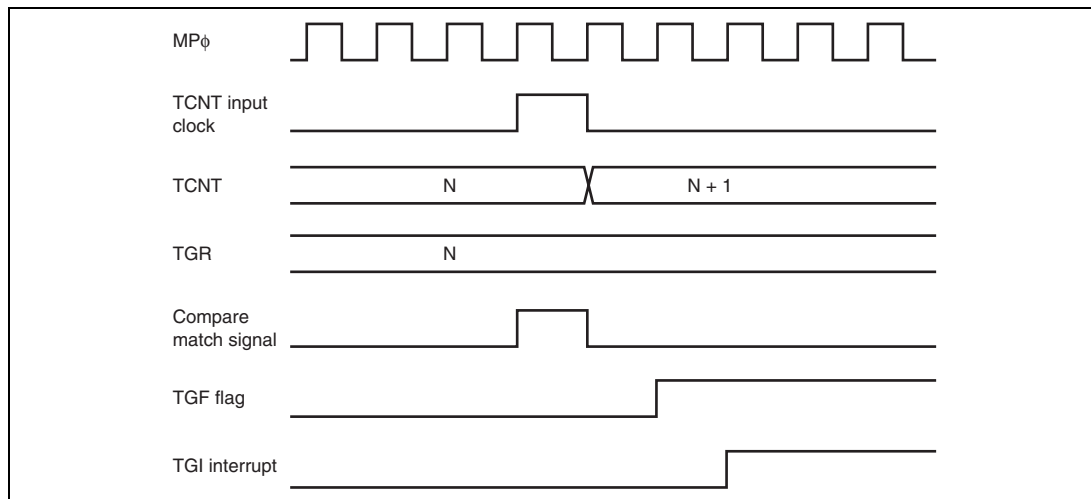 MPϕ
TCNT input
clock
TCNT
N
N + 1
TGR
N
Compare
match signal
TGF flag
TGI interrupt